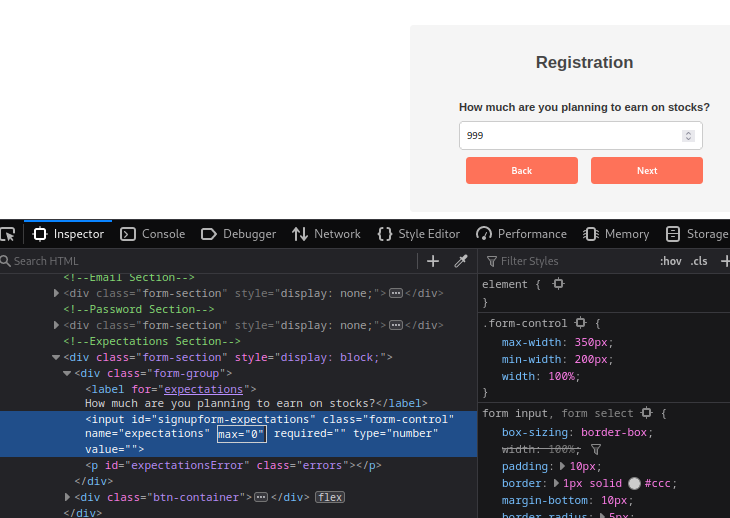 Registration
How much are you planning to earn on stocks?
999
Back Next
Inspector Console Debugger Network Style Editor Performance Memory Storage
Search HTML
Filter Styles :hov .cls
<!--Email Section-->
<div class="form-section" style="display: none;"> </div>
<!--Password Section-->
<div class="form-section" style="display: none;"> </div>
<!--Expectations Section-->
<div class="form-section" style="display: block;">
<div class="form-group">
<label for="expectations">
How much are you planning to earn on stocks?</label>
<input id="signupform-expectations" class="form-control"
name="expectations" max="0" required="" type="number"
value="">
<p id="expectationsError" class="errors"></p>
</div>
<div class="btn-container"> </div> flex
</div>
element {
}
.form-control {
max-width: 350px;
min-width: 200px;
width: 100%;
}
form input, form select {
box-sizing: border-box;
width: 100%;
padding: 10px;
border: 1px solid #ccc;
margin-bottom: 10px;
border-radius: 5px;